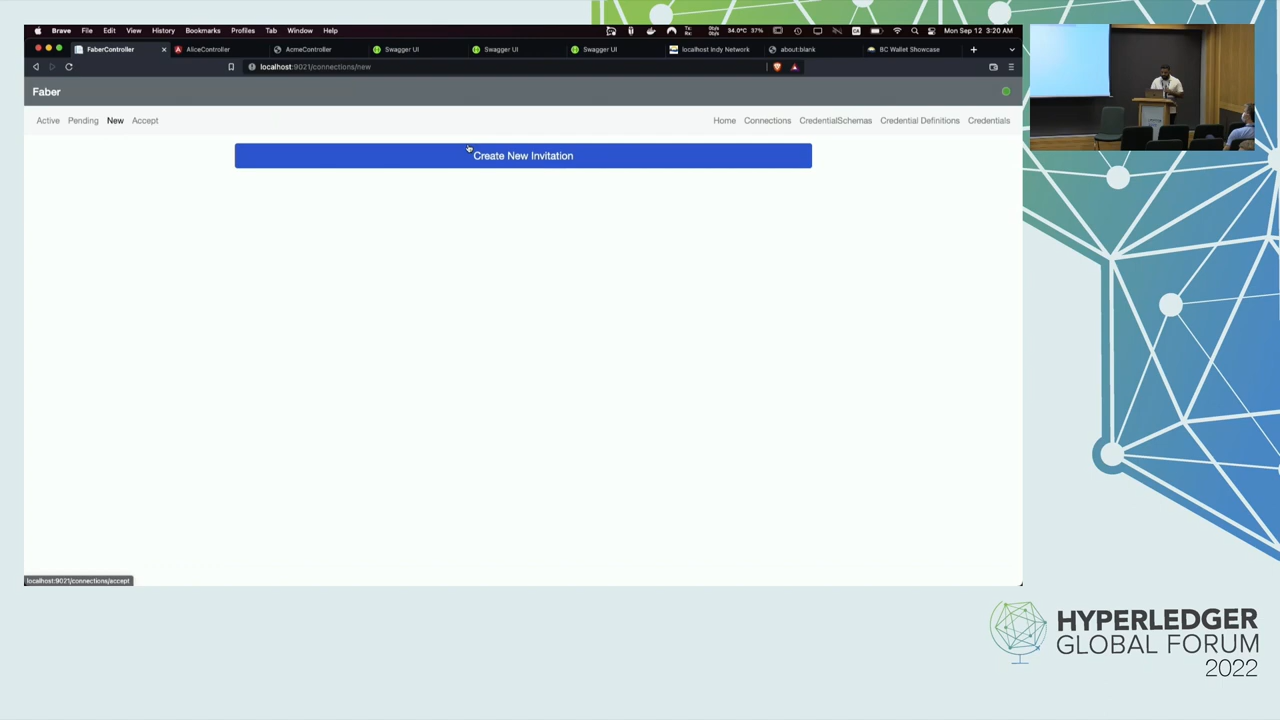 Brave File Edit View History Bookmarks Profiles Tab Window Help 34.0°C 37% Mon Sep 12 3:20 AM
FaberController AliceController AcmeController Swagger UI Swagger UI Swagger UI localhost Indy Network about:blank BC Wallet Showcase
localhost:9021/connections/new
Faber
Active Pending New Accept Home Connections CredentialSchemas Credential Definitions Credentials
Create New Invitation
localhost:9021/connections/accept
HYPERLEDGER
GLOBAL FORUM
2022